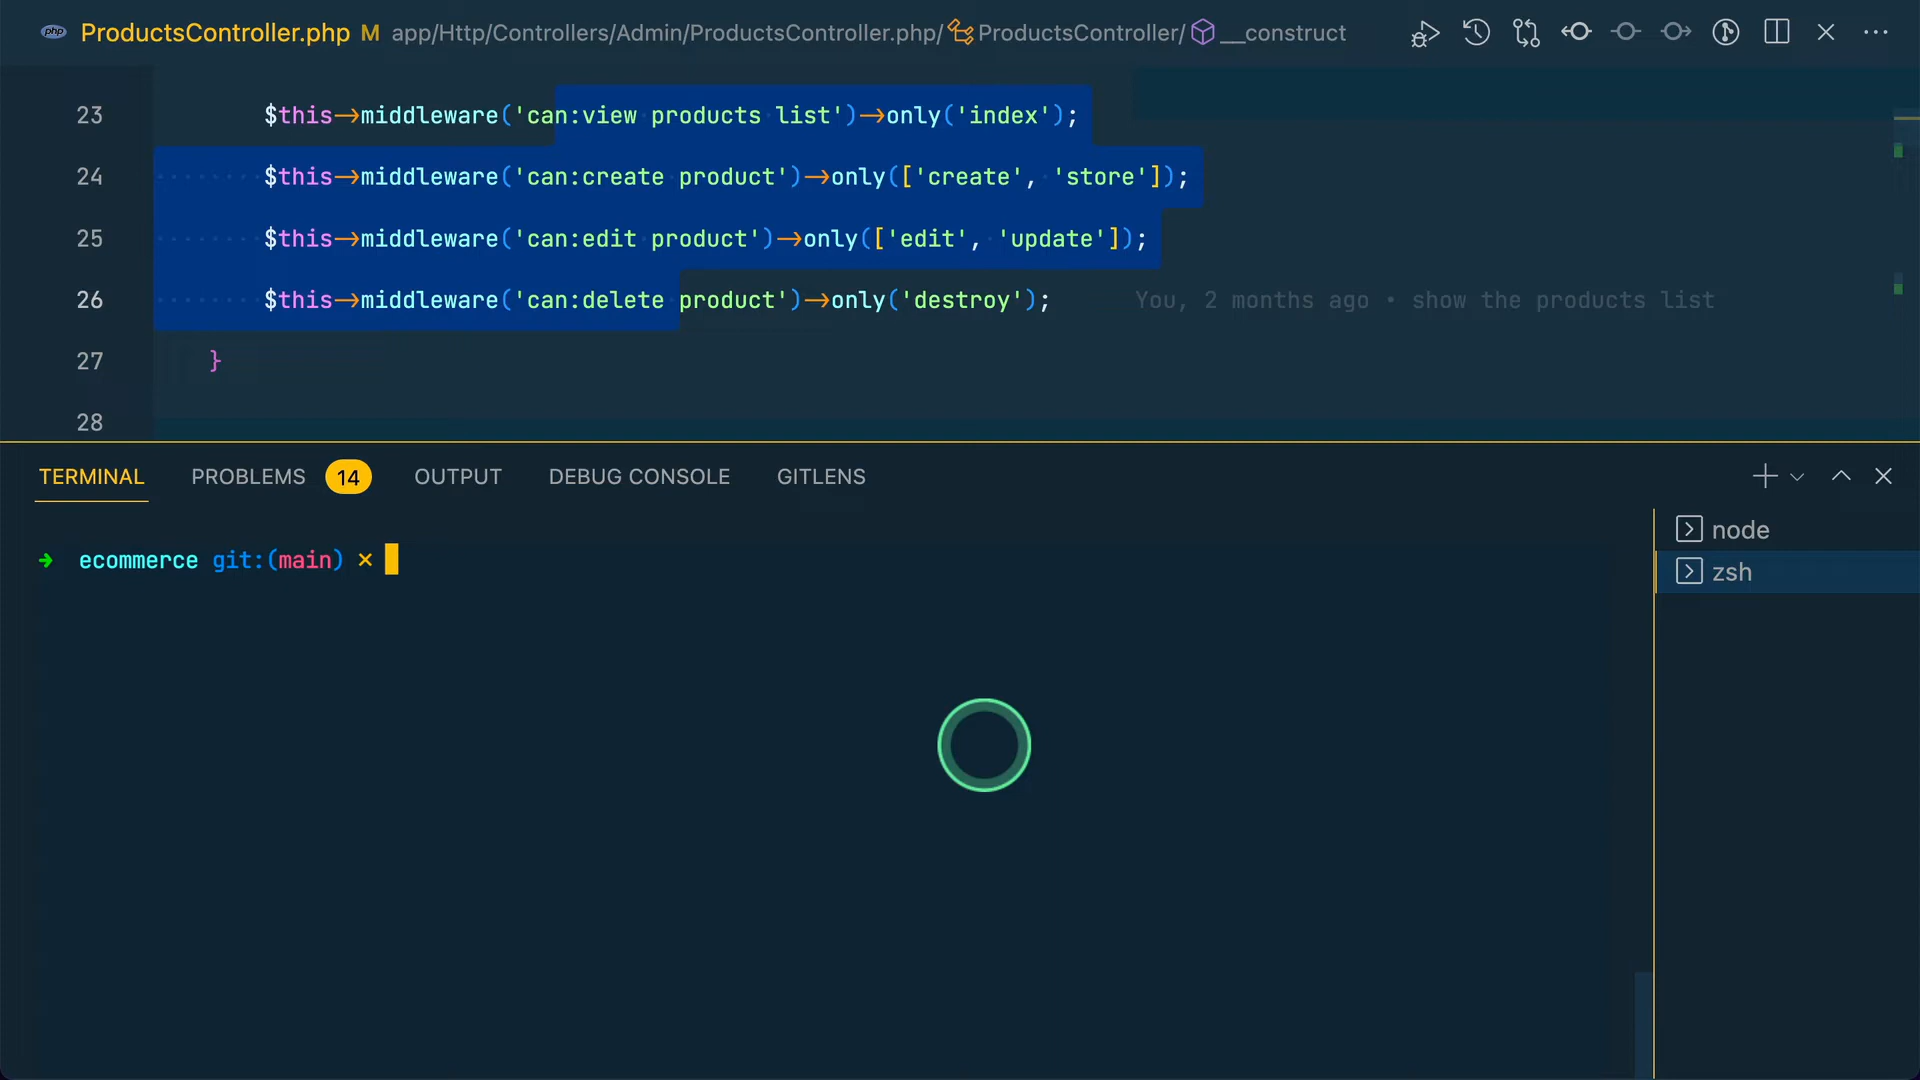 php ProductsController.php M app/Http/Controllers/Admin/ProductsController.php/ ProductsController/ __construct
23 $this->middleware('can:view products list')->only('index');
24 $this->middleware('can:create product')->only(['create', 'store']);
25 $this->middleware('can:edit product')->only(['edit', 'update']);
26 $this->middleware('can:delete product')->only('destroy'); You, 2 months ago • show the products list
27 }
28
TERMINAL PROBLEMS 14 OUTPUT DEBUG CONSOLE GITLENS
→ ecommerce git:(main) ×
node
zsh